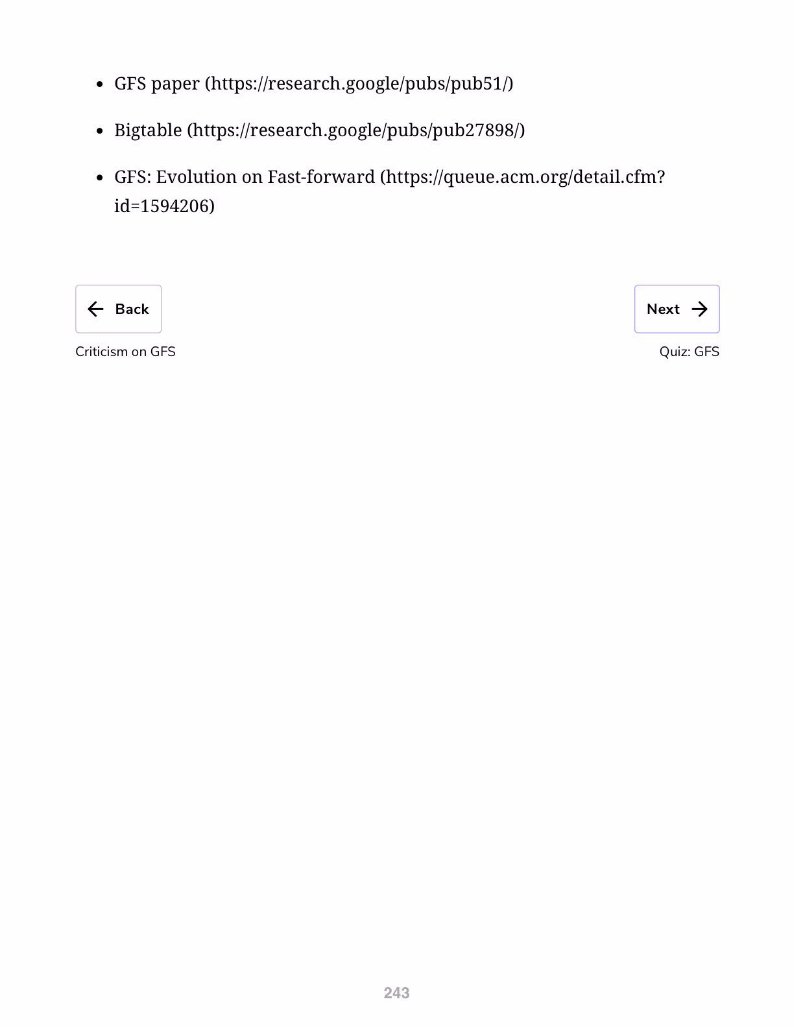 • GFS paper (https://research.google/pubs/pub51/)
• Bigtable (https://research.google/pubs/pub27898/)
• GFS: Evolution on Fast-forward (https://queue.acm.org/detail.cfm?
id=1594206)
← Back
Next →
Criticism on GFS
Quiz: GFS
243